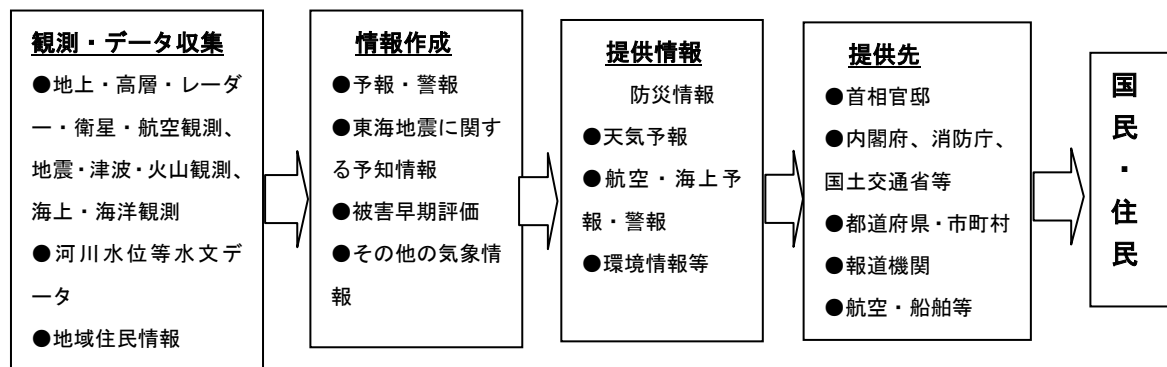 観測・データ収集
●地上・高層・レーダ
ー・衛星・航空観測、
地震・津波・火山観測、
海上・海洋観測
●河川水位等水文デ
ータ
●地域住民情報
情報作成
●予報・警報
●東海地震に関す
る予知情報
●被害早期評価
●その他の気象情
報
提供情報
防災情報
●天気予報
●航空・海上予
報・警報
●環境情報等
提供先
●首相官邸
●内閣府、消防庁、
国土交通省等
●都道府県・市町村
●報道機関
●航空・船舶等
国民・住民